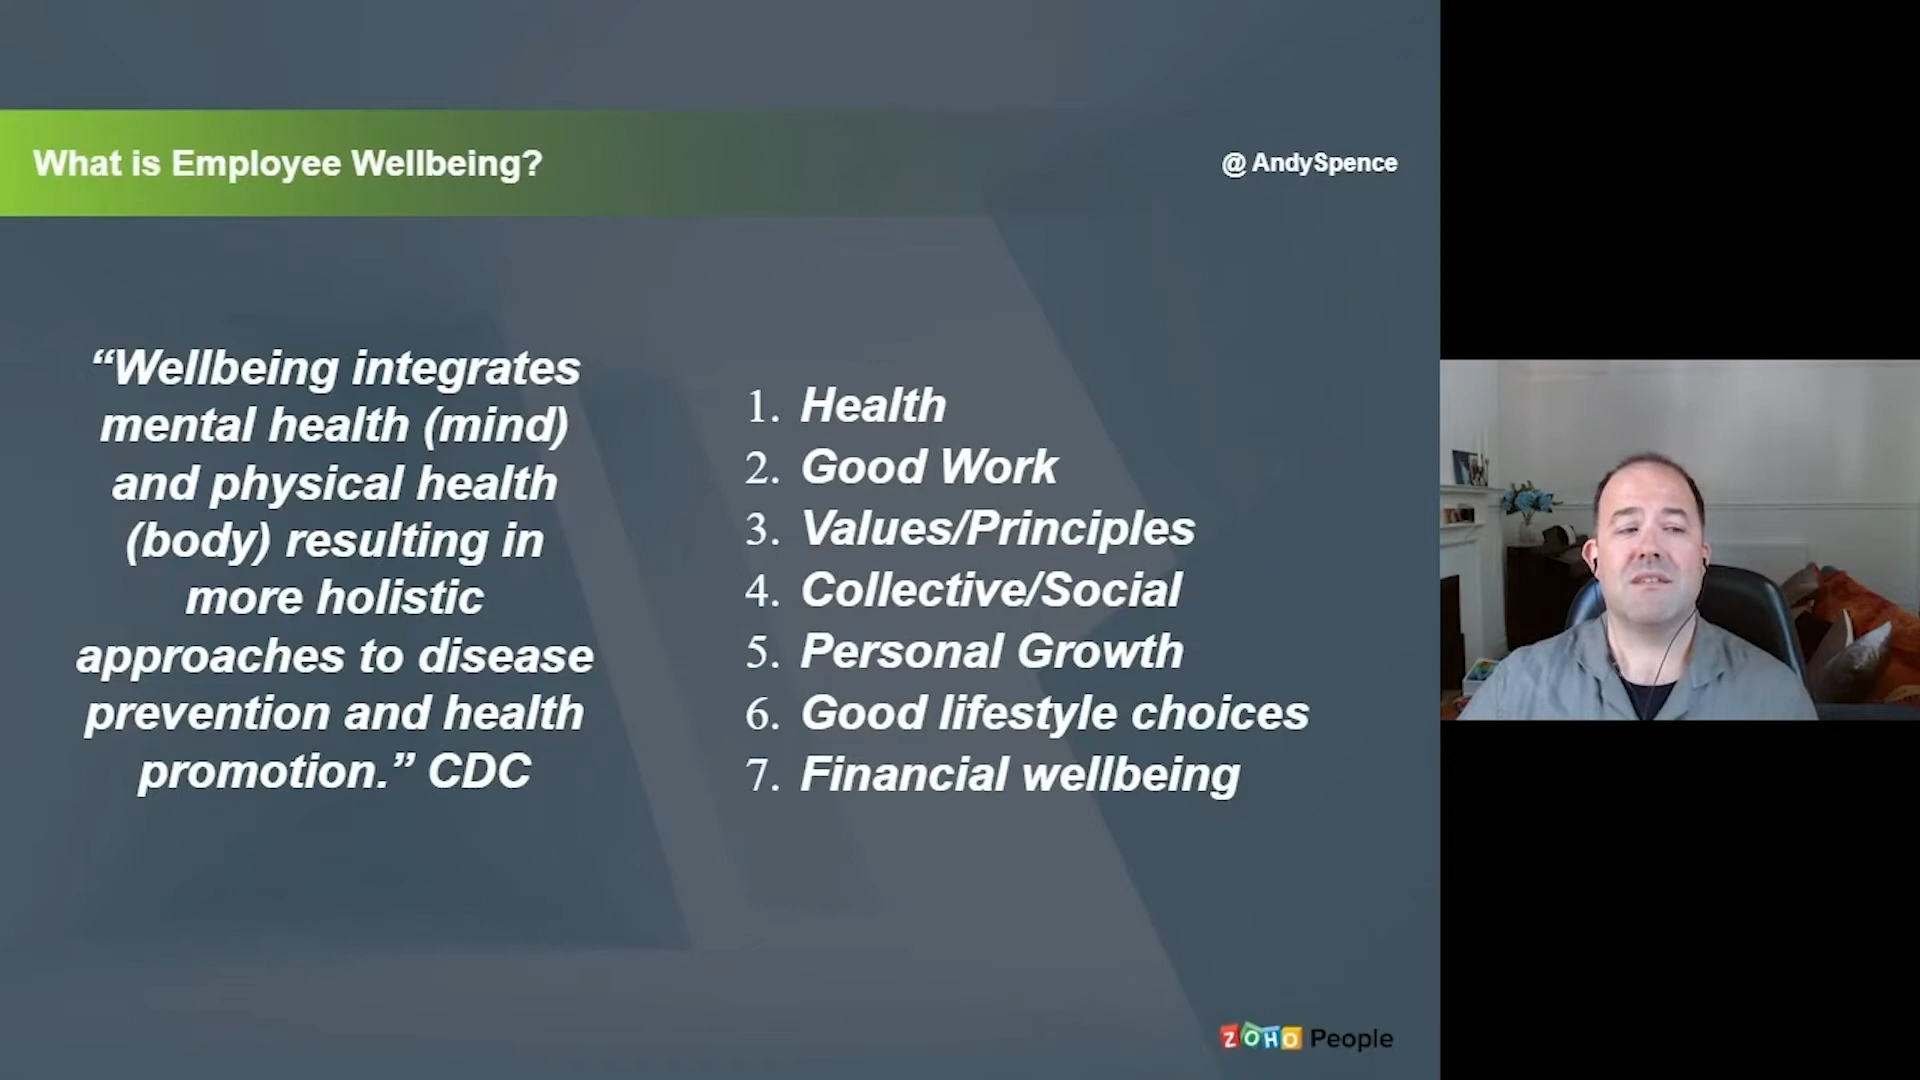 What is Employee Wellbeing?
@ AndySpence
“Wellbeing integrates
mental health (mind)
and physical health
(body) resulting in
more holistic
approaches to disease
prevention and health
promotion.” CDC
1. Health
2. Good Work
3. Values/Principles
4. Collective/Social
5. Personal Growth
6. Good lifestyle choices
7. Financial wellbeing
ZOHO People